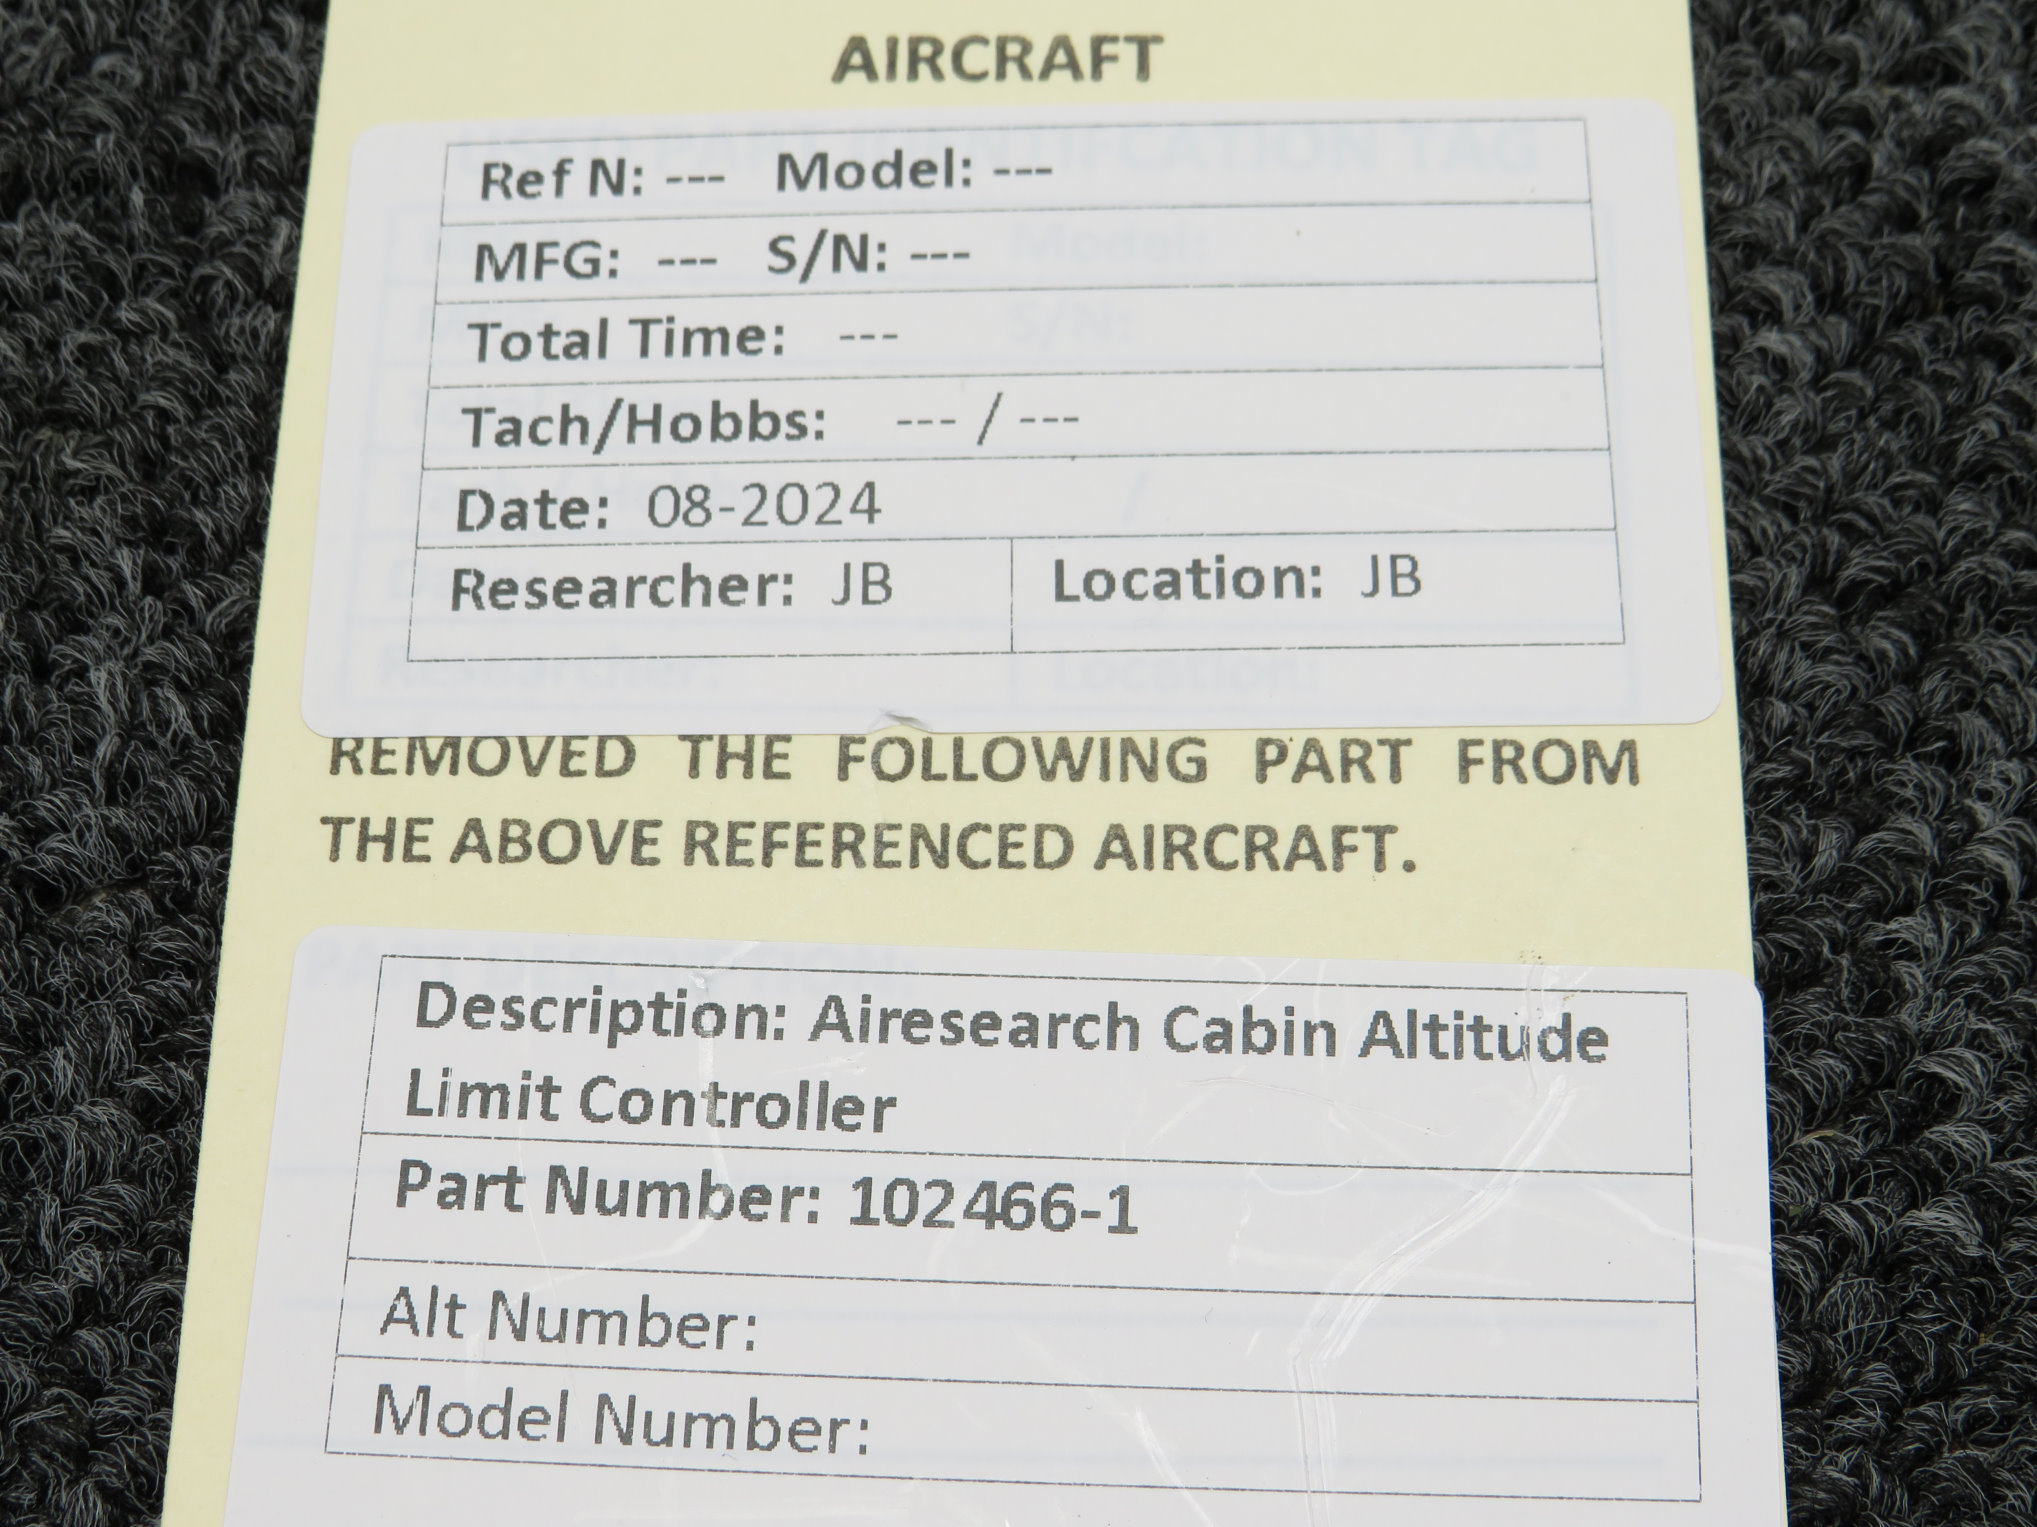 AIRCRAFT
Ref N: --- Model: ---
MFG: --- S/N: ---
Total Time: ---
Tach/Hobbs: --- / ---
Date: 08-2024
Researcher: JB Location: JB
REMOVED THE FOLLOWING PART FROM
THE ABOVE REFERENCED AIRCRAFT.
Description: Airesearch Cabin Altitude
Limit Controller
Part Number: 102466-1
Alt Number:
Model Number: